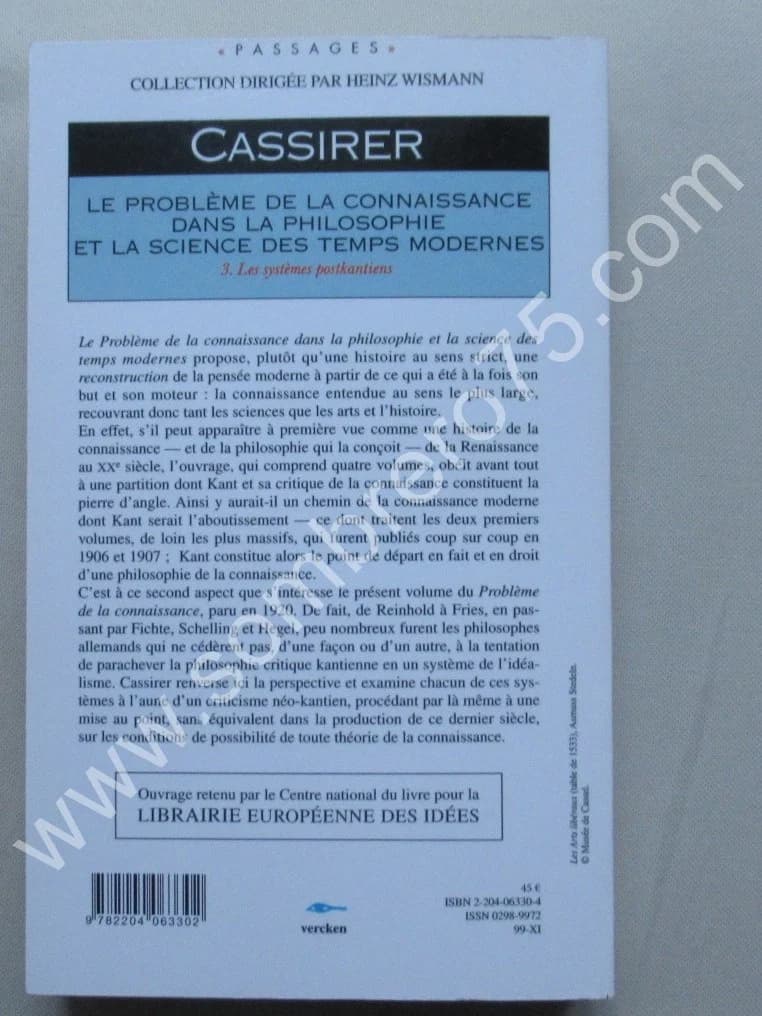 « PASSAGES »
COLLECTION DIRIGÉE PAR HEINZ WISMANN
CASSIRER
LE PROBLÈME DE LA CONNAISSANCE
DANS LA PHILOSOPHIE
ET LA SCIENCE DES TEMPS MODERNES
3. Les systèmes postkantiens
Le Problème de la connaissance dans la philosophie et la science des
temps modernes propose, plutôt qu'une histoire au sens strict, une
reconstruction de la pensée moderne à partir de ce qui a été à la fois son
but et son moteur : la connaissance entendue au sens le plus large,
recouvrant donc tant les sciences que les arts et l'histoire.
En effet, s'il peut apparaître à première vue comme une histoire de la
connaissance — et de la philosophie qui la conçoit — de la Renaissance
au XXe siècle, l'ouvrage, qui comprend quatre volumes, obéit avant tout
à une partition dont Kant et sa critique de la connaissance constituent la
pierre d'angle. Ainsi y aurait-il un chemin de la connaissance moderne
dont Kant serait l'aboutissement — ce dont traitent les deux premiers
volumes, de loin les plus massifs, qui furent publiés coup sur coup en
1906 et 1907 ; Kant constitue alors le point de départ en fait et en droit
d'une philosophie de la connaissance.
C'est à ce second aspect que s'intéresse le présent volume du Problème
de la connaissance, paru en 1920. De fait, de Reinhold à Fries, en pas-
sant par Fichte, Schelling et Hegel, peu nombreux furent les philosophes
allemands qui ne cédèrent pas, d'une façon ou d'un autre, à la tentation
de parachever la philosophie critique kantienne en un système de l'idéa-
lisme. Cassirer renverse ici la perspective et examine chacun de ces sys-
tèmes à l'aune d'un criticisme néo-kantien, procédant par là même à une
mise au point, sans équivalent dans la production de ce dernier siècle,
sur les conditions de possibilité de toute théorie de la connaissance.
Ouvrage retenu par le Centre national du livre pour la
LIBRAIRIE EUROPÉENNE DES IDÉES
Les Arts libéraux (table de 1533), Asmus Stedeln.
© Musée de Cassel.
9 782204 063302
vercken
45 €
ISBN 2-204-06330-4
ISSN 0298-9972
99-XI
www.sombrero75.com